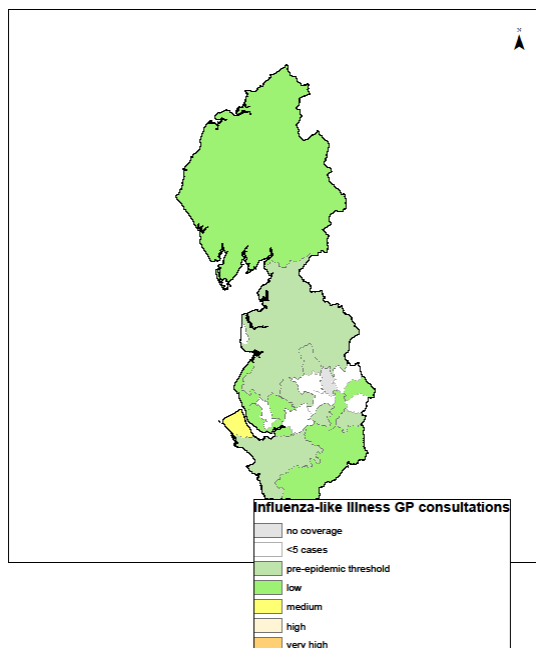 N
Influenza-like Illness GP consultations
no coverage
<5 cases
pre-epidemic threshold
low
medium
high
very high